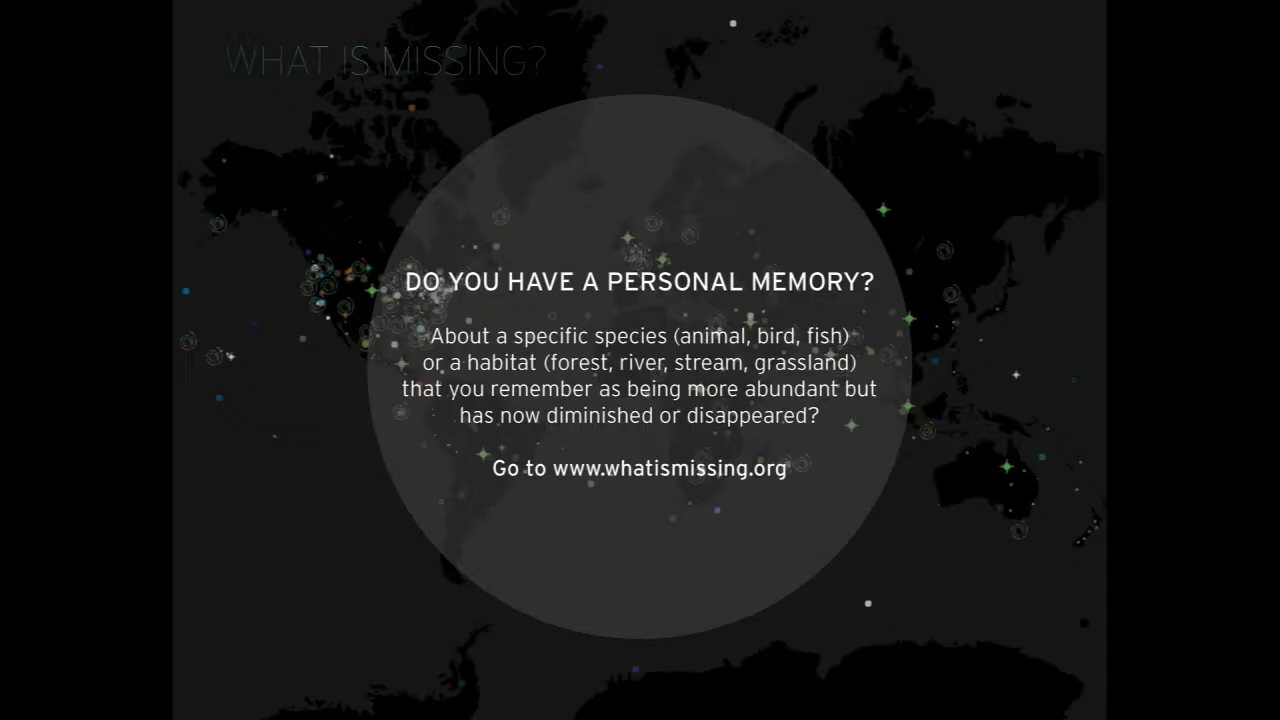 WHAT IS MISSING?
DO YOU HAVE A PERSONAL MEMORY?
About a specific species (animal, bird, fish)
or a habitat (forest, river, stream, grassland)
that you remember as being more abundant but
has now diminished or disappeared?
Go to www.whatismissing.org